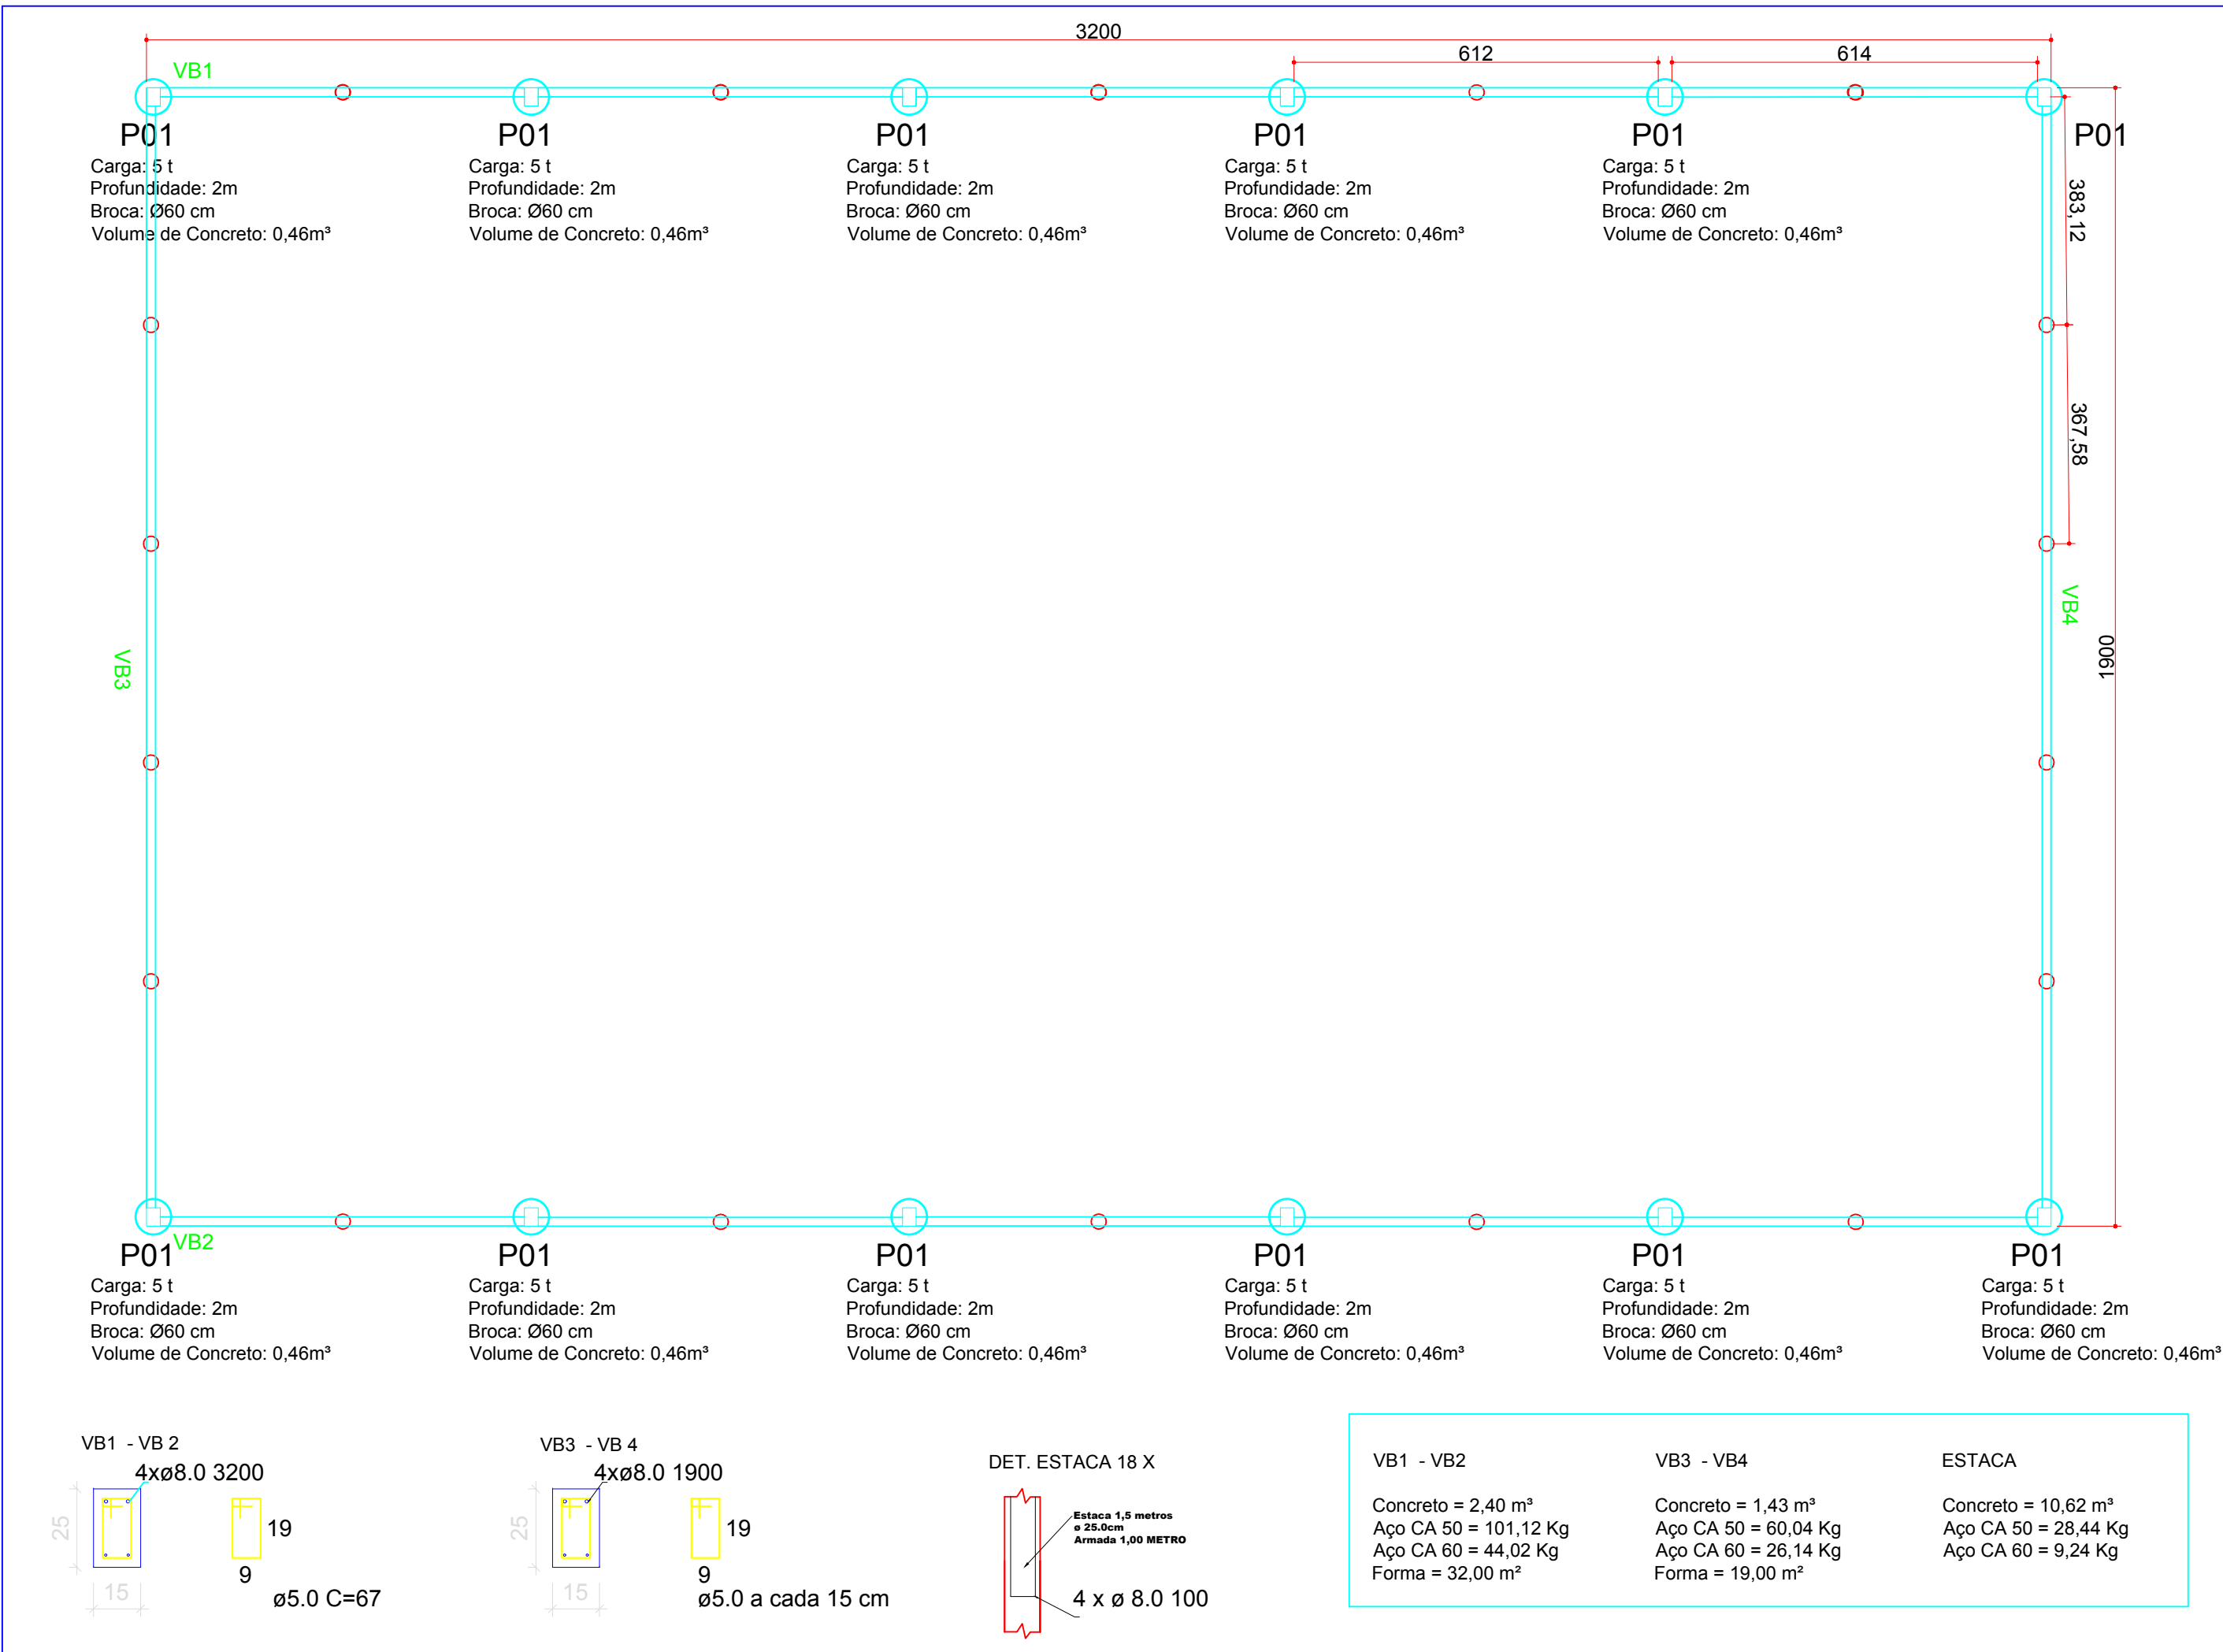 3200
612
614
VB1
P01
P01
P01
P01
P01
P01
Carga: 5 t
Profundidade: 2m
Broca: Ø60 cm
Volume de Concreto: 0,46m³
Carga: 5 t
Profundidade: 2m
Broca: Ø60 cm
Volume de Concreto: 0,46m³
Carga: 5 t
Profundidade: 2m
Broca: Ø60 cm
Volume de Concreto: 0,46m³
Carga: 5 t
Profundidade: 2m
Broca: Ø60 cm
Volume de Concreto: 0,46m³
Carga: 5 t
Profundidade: 2m
Broca: Ø60 cm
Volume de Concreto: 0,46m³
383,12
367,58
VB4
1900
VB3
VB2
P01
P01
P01
P01
P01
P01
Carga: 5 t
Profundidade: 2m
Broca: Ø60 cm
Volume de Concreto: 0,46m³
Carga: 5 t
Profundidade: 2m
Broca: Ø60 cm
Volume de Concreto: 0,46m³
Carga: 5 t
Profundidade: 2m
Broca: Ø60 cm
Volume de Concreto: 0,46m³
Carga: 5 t
Profundidade: 2m
Broca: Ø60 cm
Volume de Concreto: 0,46m³
Carga: 5 t
Profundidade: 2m
Broca: Ø60 cm
Volume de Concreto: 0,46m³
Carga: 5 t
Profundidade: 2m
Broca: Ø60 cm
Volume de Concreto: 0,46m³
VB1 - VB 2
4xø8.0 3200
25
19
9
15
ø5.0 C=67
VB3 - VB 4
4xø8.0 1900
25
19
9
15
ø5.0 a cada 15 cm
DET. ESTACA 18 X
Estaca 1,5 metros
ø 25.0cm
Armada 1,00 METRO
4 x ø 8.0 100
VB1 - VB2
Concreto = 2,40 m³
Aço CA 50 = 101,12 Kg
Aço CA 60 = 44,02 Kg
Forma = 32,00 m²
VB3 - VB4
Concreto = 1,43 m³
Aço CA 50 = 60,04 Kg
Aço CA 60 = 26,14 Kg
Forma = 19,00 m²
ESTACA
Concreto = 10,62 m³
Aço CA 50 = 28,44 Kg
Aço CA 60 = 9,24 Kg